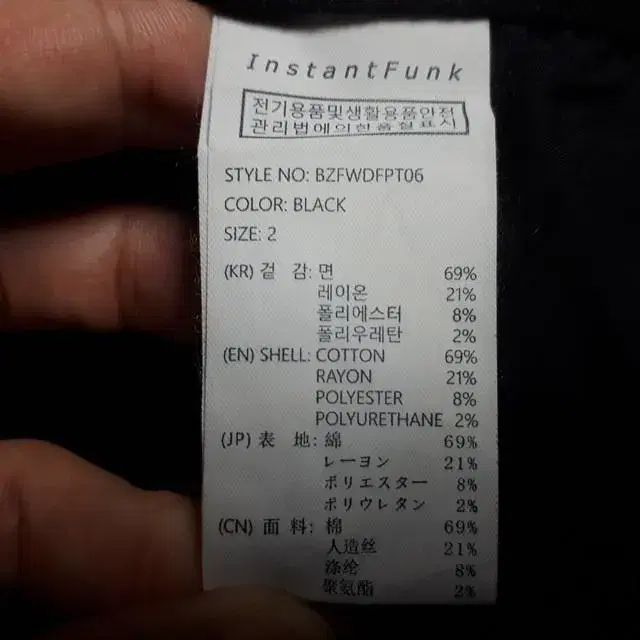 InstantFunk
전기용품및생활용품안전
관리법에의한품질표시
STYLE NO: BZFWDFPT06
COLOR: BLACK
SIZE: 2
(KR) 겉 감: 면 69%
레이온 21%
폴리에스터 8%
폴리우레탄 2%
(EN) SHELL: COTTON 69%
RAYON 21%
POLYESTER 8%
POLYURETHANE 2%
(JP) 表 地: 綿 69%
レーヨン 21%
ポリエスター 8%
ポリウレタン 2%
(CN) 面 料: 棉 69%
人造丝 21%
涤纶 8%
聚氨酯 2%